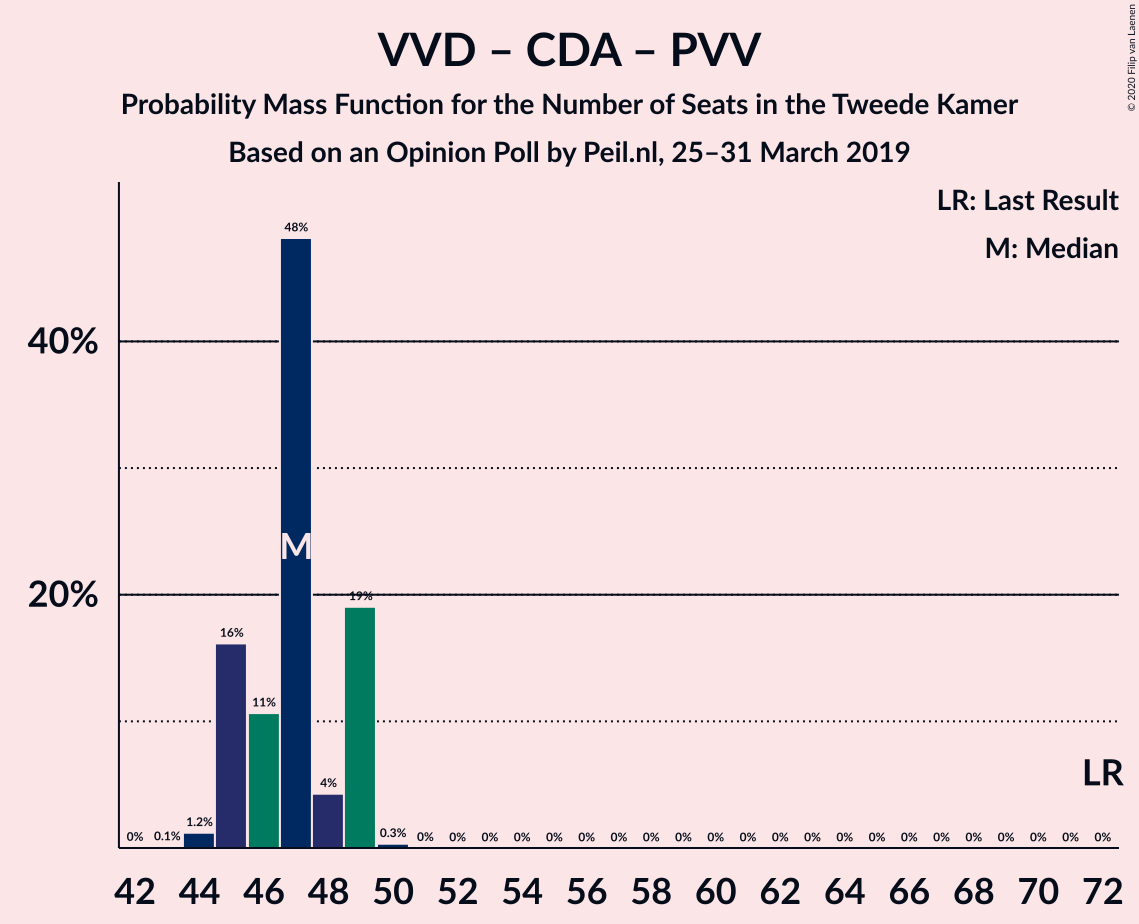 VVD – CDA – PVV
Probability Mass Function for the Number of Seats in the Tweede Kamer
Based on an Opinion Poll by Peil.nl, 25–31 March 2019
© 2020 Filip van Laenen
LR: Last Result
M: Median
48%
40%
M
20%
19%
16%
11%
LR
4%
1.2%
0% 0.1% 0.3% 0% 0% 0% 0% 0% 0% 0% 0% 0% 0% 0% 0% 0% 0% 0% 0% 0% 0% 0% 0% 0% 0%
42 44 46 48 50 52 54 56 58 60 62 64 66 68 70 72